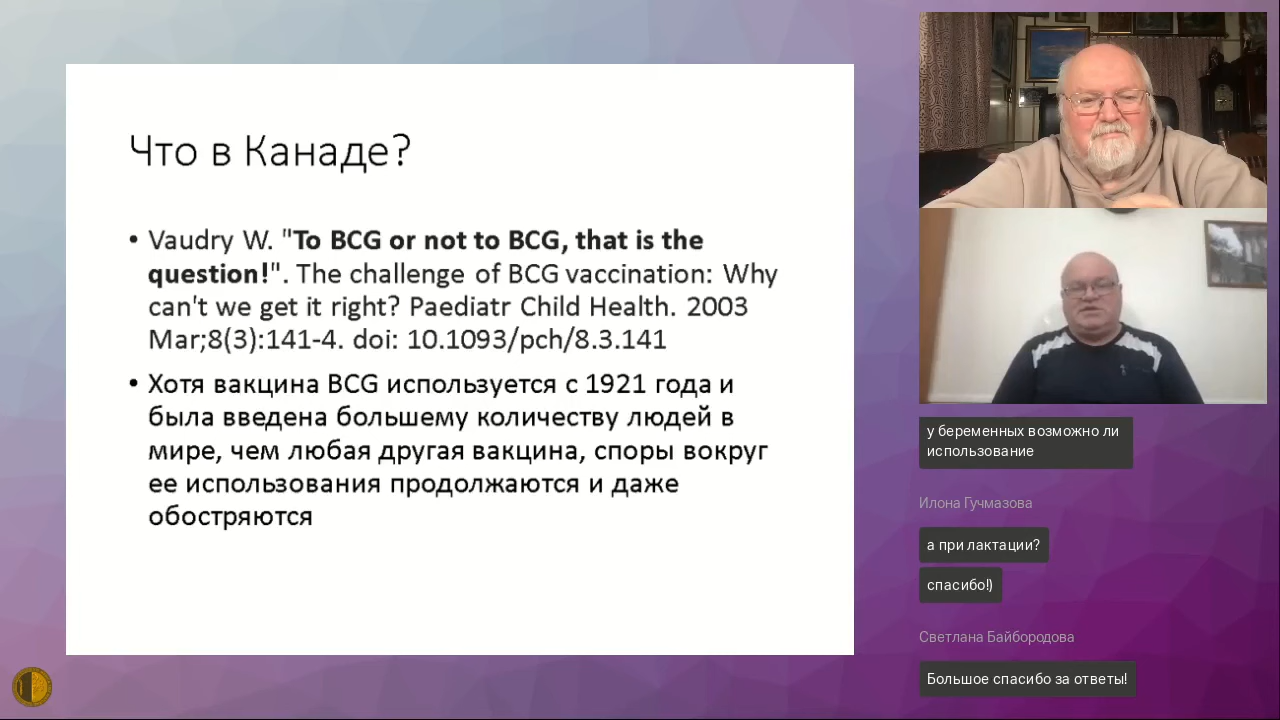 Что в Канаде?
• Vaudry W. "To BCG or not to BCG, that is the
question!". The challenge of BCG vaccination: Why
can't we get it right? Paediatr Child Health. 2003
Mar;8(3):141-4. doi: 10.1093/pch/8.3.141
• Хотя вакцина BCG используется с 1921 года и
была введена большему количеству людей в
мире, чем любая другая вакцина, споры вокруг
ее использования продолжаются и даже
обостряются
у беременных возможно ли
использование
Илона Гучмазова
а при лактации?
спасибо!)
Светлана Байбородова
Большое спасибо за ответы!